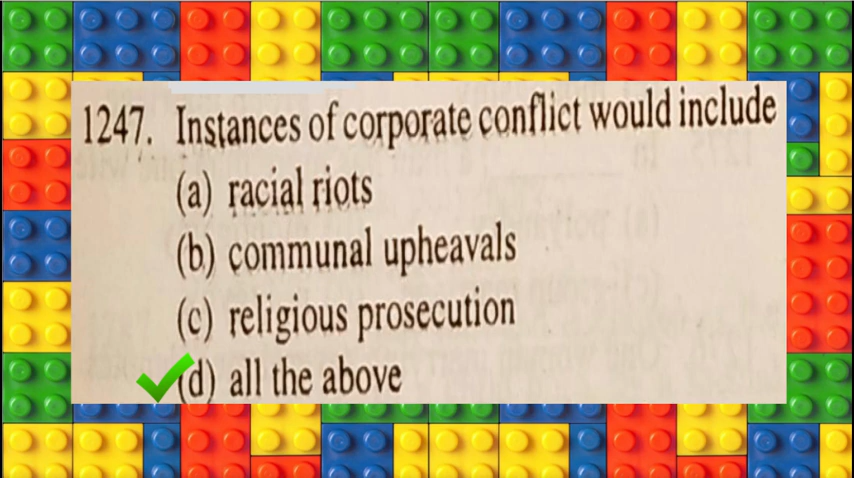 1247. Instances of corporate conflict would include
(a) racial riots
(b) communal upheavals
(c) religious prosecution
(d) all the above